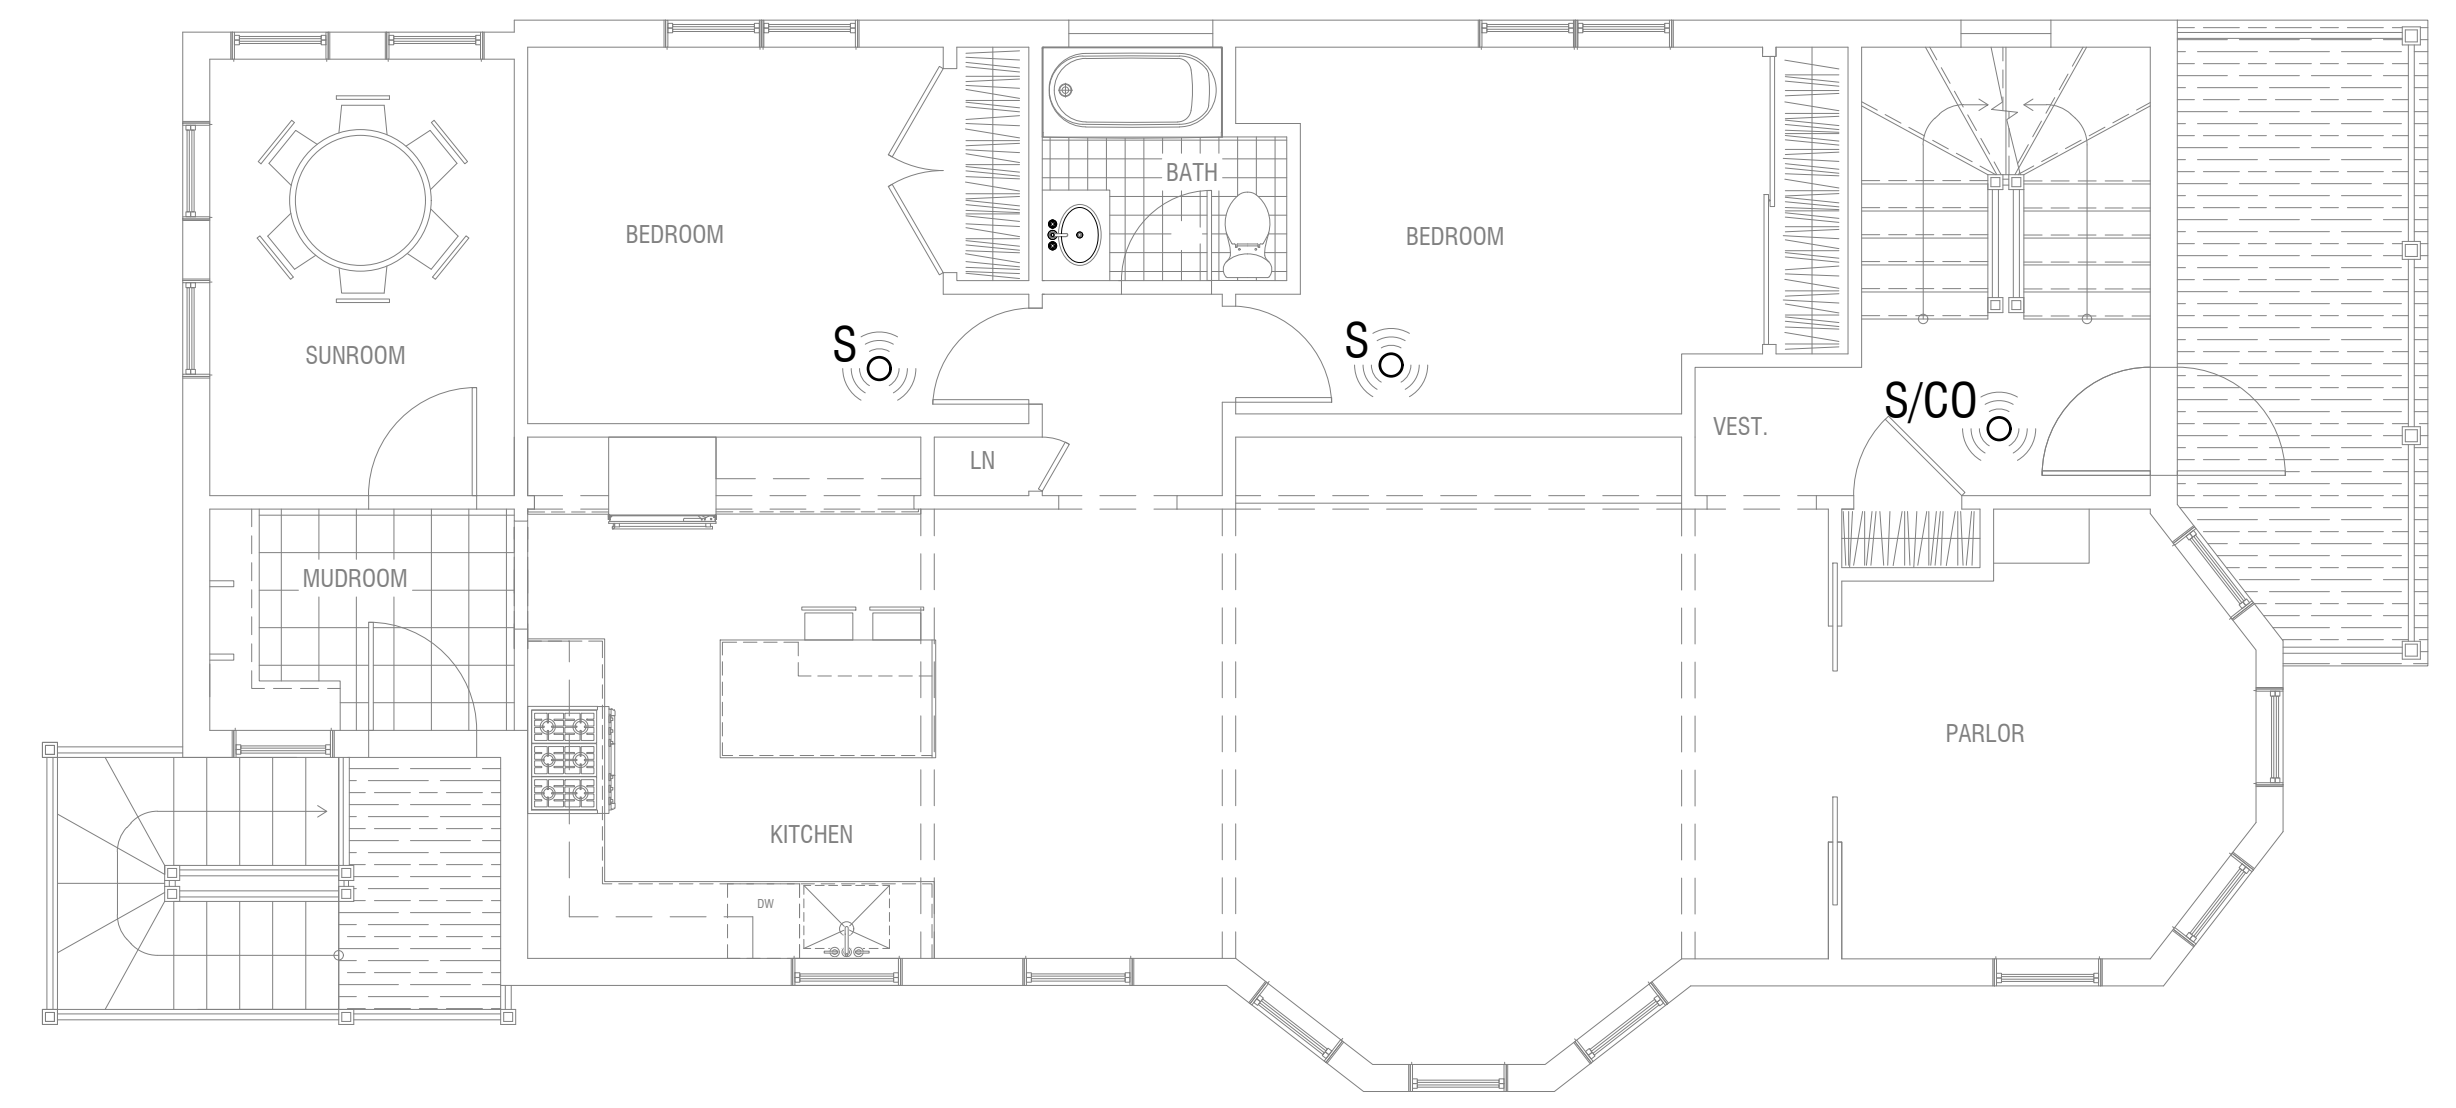 BATH
BEDROOM
BEDROOM
S
S
SUNROOM
S/CO
VEST.
LN
MUDROOM
PARLOR
KITCHEN
DW